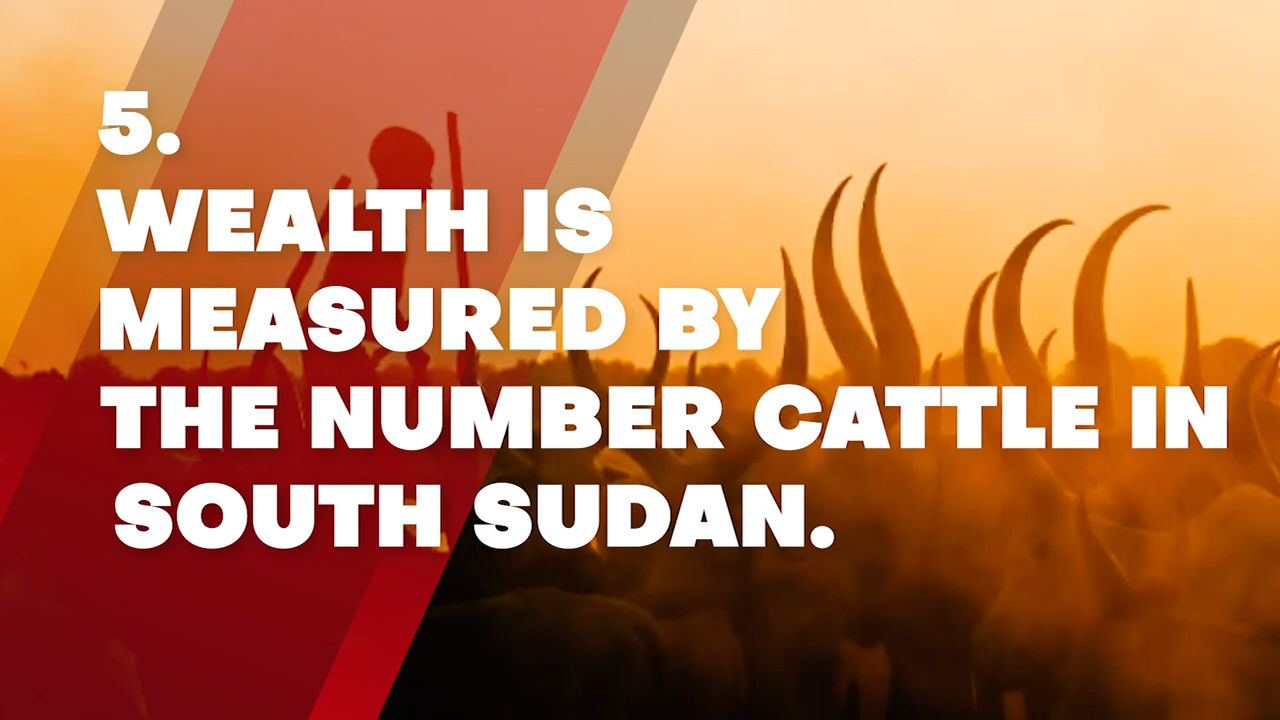 5.
WEALTH IS
MEASURED BY
THE NUMBER CATTLE IN
SOUTH SUDAN.